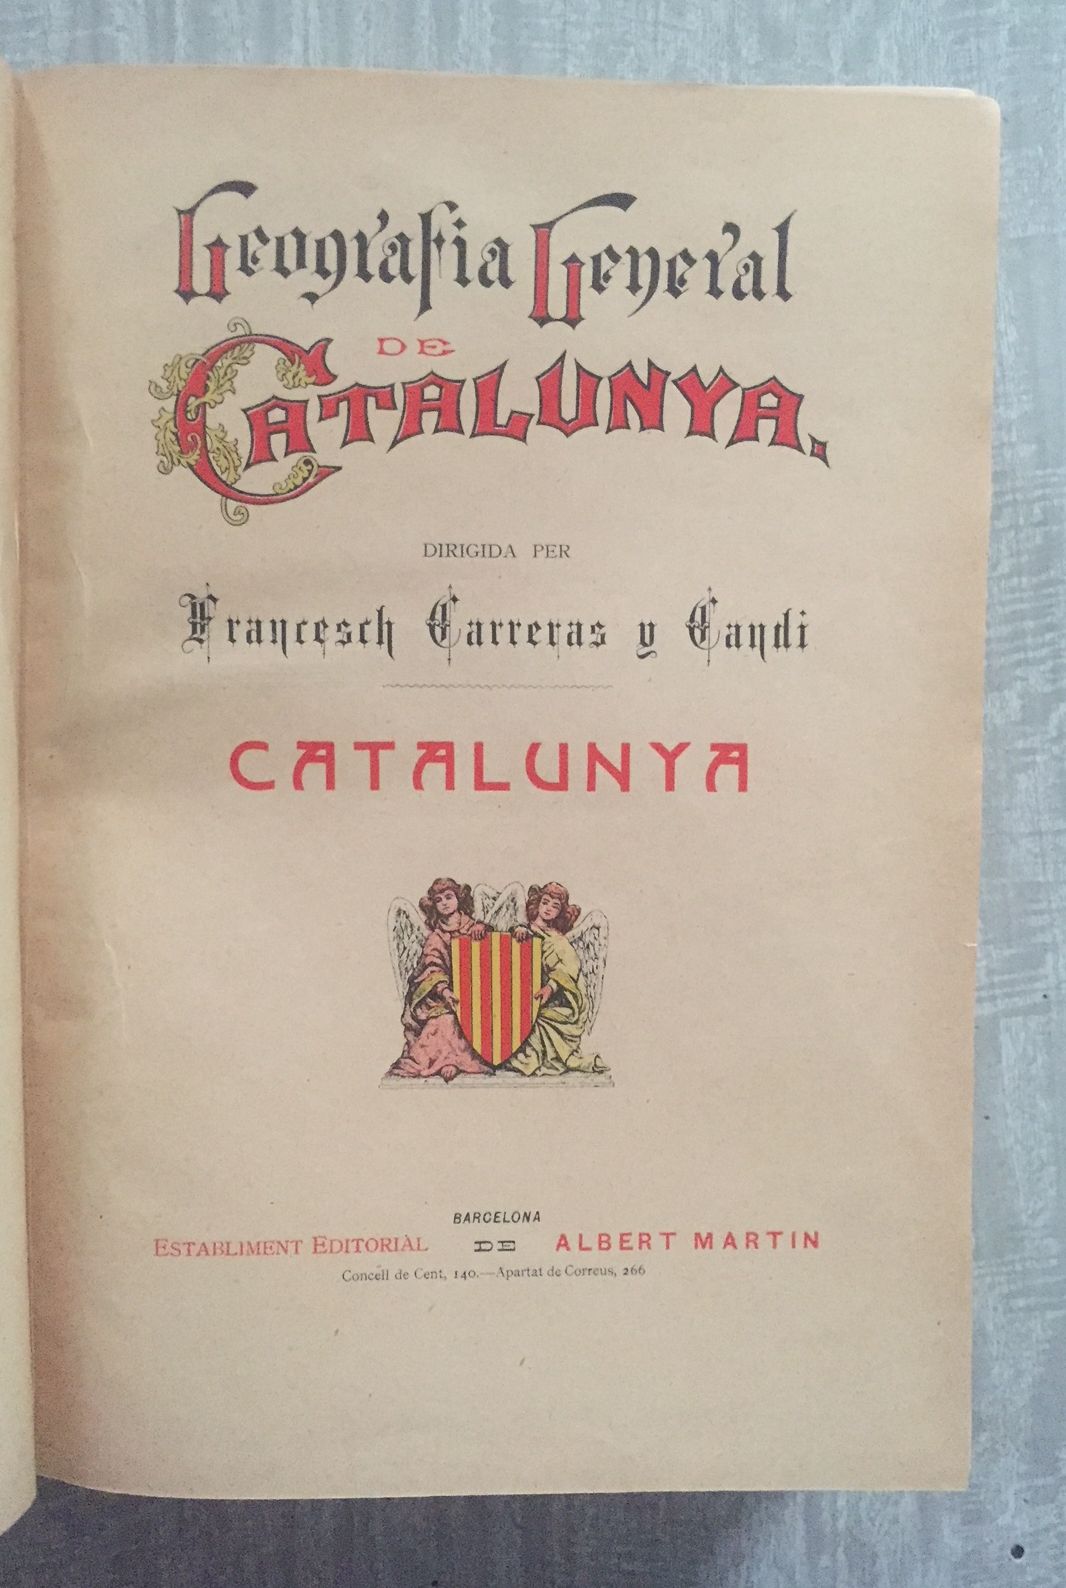 Geografia General
DE
CATALUNYA.
DIRIGIDA PER
Francesch Carreras y Candi
CATALUNYA
BARCELONA
ESTABLIMENT EDITORIAL DE ALBERT MARTIN
Concell de Cent, 140.—Apartat de Correus, 266